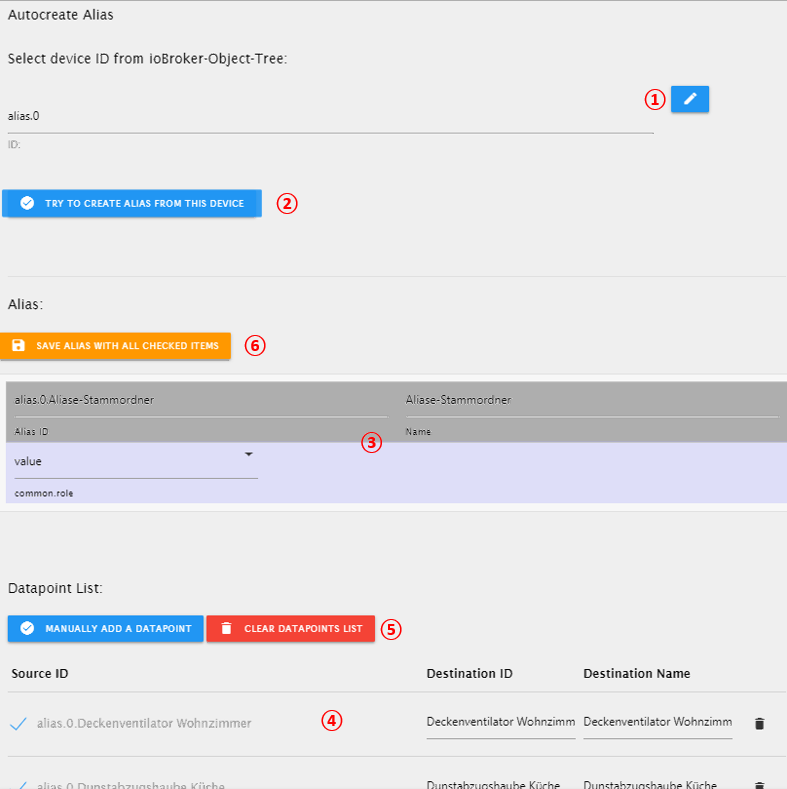 Autocreate Alias
Select device ID from ioBroker-Object-Tree:
①
alias.0
ID:
TRY TO CREATE ALIAS FROM THIS DEVICE ②
Alias:
SAVE ALIAS WITH ALL CHECKED ITEMS ⑥
alias.0.Aliase-Stammordner Aliase-Stammordner
Alias ID Name
③
value
common.role
Datapoint List:
MANUALLY ADD A DATAPOINT CLEAR DATAPOINTS LIST ⑤
Source ID Destination ID Destination Name
alias.0.Deckenventilator Wohnzimmer ④ Deckenventilator Wohnzimm Deckenventilator Wohnzimm
alias.0.Dunstabzugshaube Küche Dunstabzugshaube Küche Dunstabzugshaube Küche